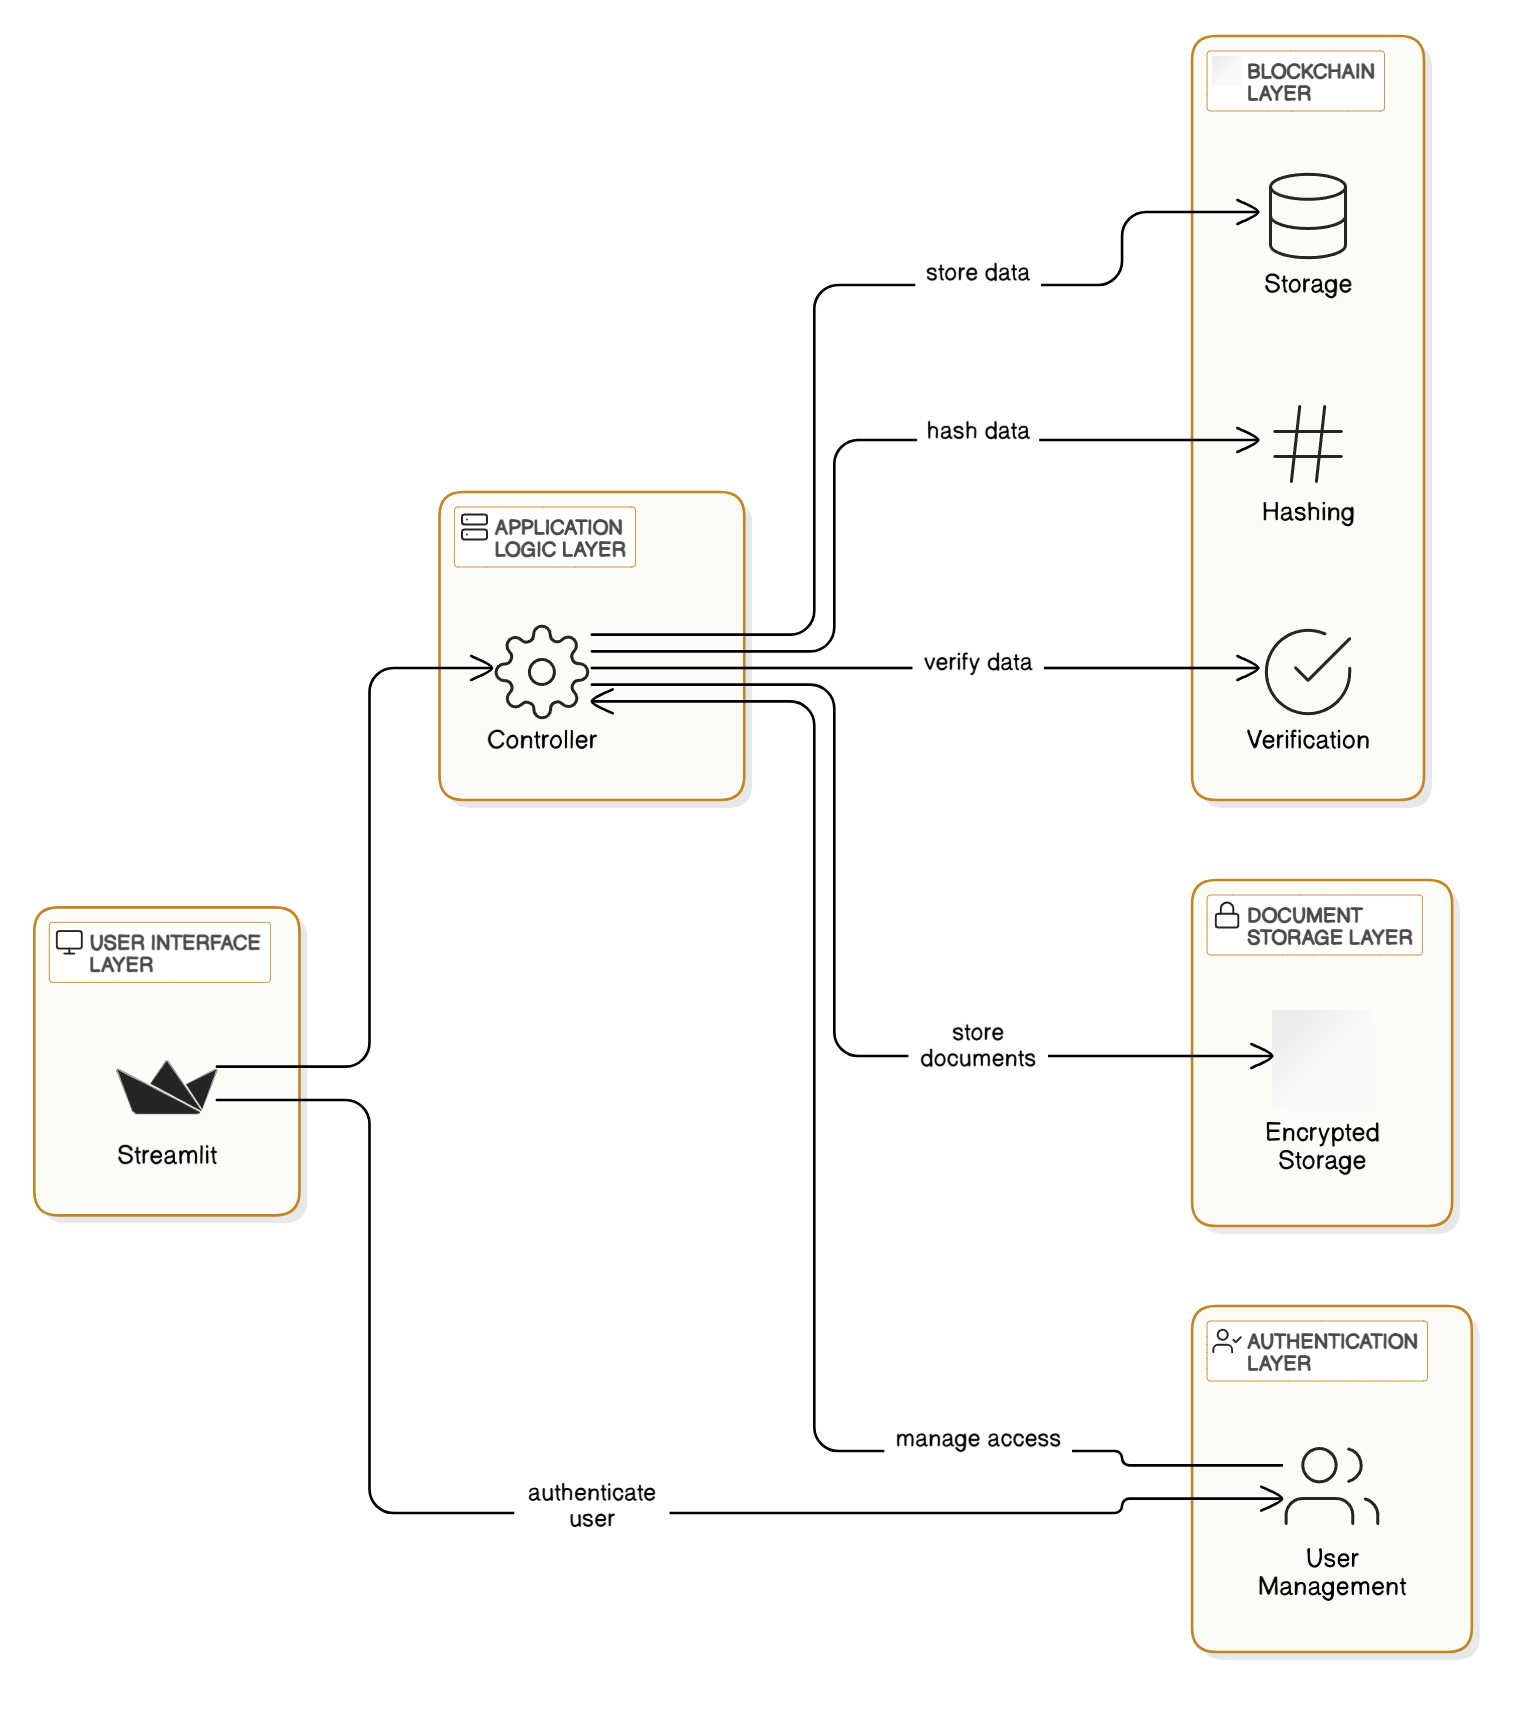 BLOCKCHAIN
LAYER
store data
Storage
hash data
Hashing
APPLICATION
LOGIC LAYER
verify data
Controller
Verification
USER INTERFACE
LAYER
DOCUMENT
STORAGE LAYER
store
documents
Streamlit
Encrypted
Storage
AUTHENTICATION
LAYER
manage access
authenticate
user
User
Management